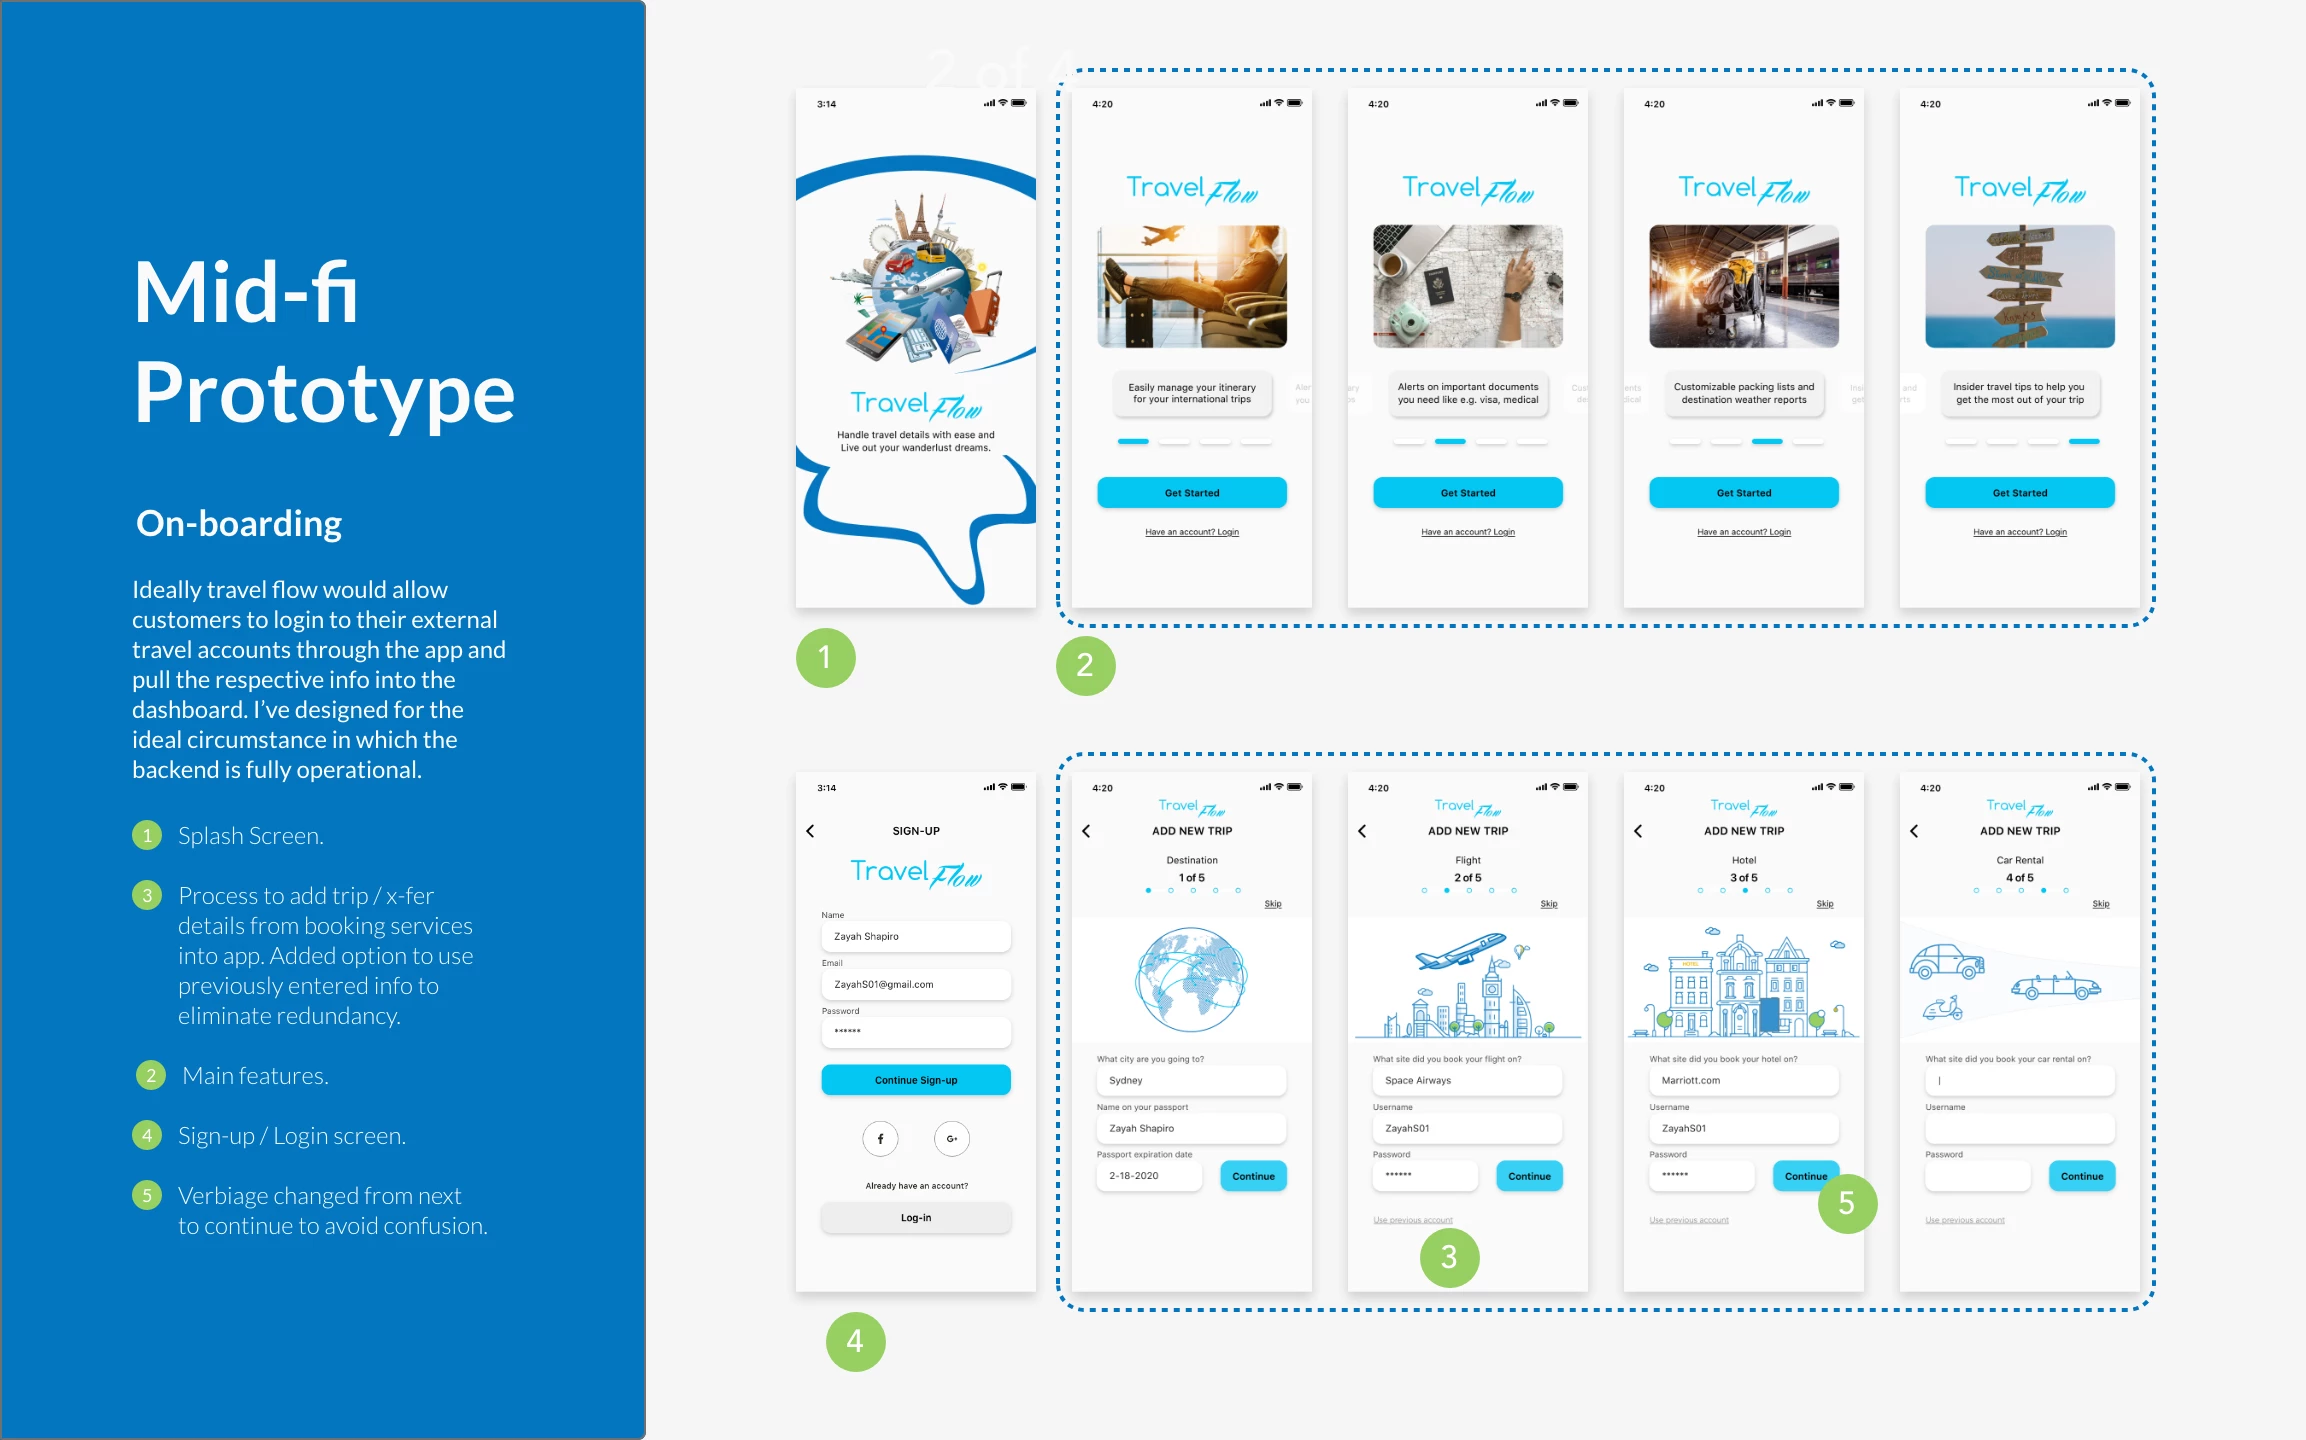 Mid-fi
Prototype
On-boarding
Ideally travel flow would allow
customers to login to their external
travel accounts through the app and
pull the respective info into the
dashboard. I've designed for the
ideal circumstance in which the
backend is fully operational.
1 Splash Screen.
3 Process to add trip / x-fer
details from booking services
into app. Added option to use
previously entered info to
eliminate redundancy.
2 Main features.
4 Sign-up / Login screen.
5 Verbiage changed from next
to continue to avoid confusion.
2 of 4
3:14
Travel Flow
Handle travel details with ease and
Live out your wanderlust dreams.
1
4:20
Travel Flow
Easily manage your itinerary
for your international trips
Get Started
Have an account? Login
2
4:20
Travel Flow
Alerts on important documents
you need like e.g. visa, medical
Get Started
Have an account? Login
4:20
Travel Flow
Customizable packing lists and
destination weather reports
Get Started
Have an account? Login
4:20
Travel Flow
Insider travel tips to help you
get the most out of your trip
Get Started
Have an account? Login
3:14
SIGN-UP
Travel Flow
Name
Zayah Shapiro
Email
ZayahS01@gmail.com
Password
******
Continue Sign-up
f G+
Already have an account?
Log-in
4
4:20
Travel Flow
ADD NEW TRIP
Destination
1 of 5
Skip
What city are you going to?
Sydney
Name on your passport
Zayah Shapiro
Passport expiration date
2-18-2020
Continue
4:20
Travel Flow
ADD NEW TRIP
Flight
2 of 5
Skip
What site did you book your flight on?
Space Airways
Username
ZayahS01
Password
******
Continue
Use previous account
3
4:20
Travel Flow
ADD NEW TRIP
Hotel
3 of 5
Skip
HOTEL
What site did you book your hotel on?
Marriott.com
Username
ZayahS01
Password
******
Continue
5
Use previous account
4:20
Travel Flow
ADD NEW TRIP
Car Rental
4 of 5
Skip
What site did you book your car rental on?
Username
Password
Continue
Use previous account